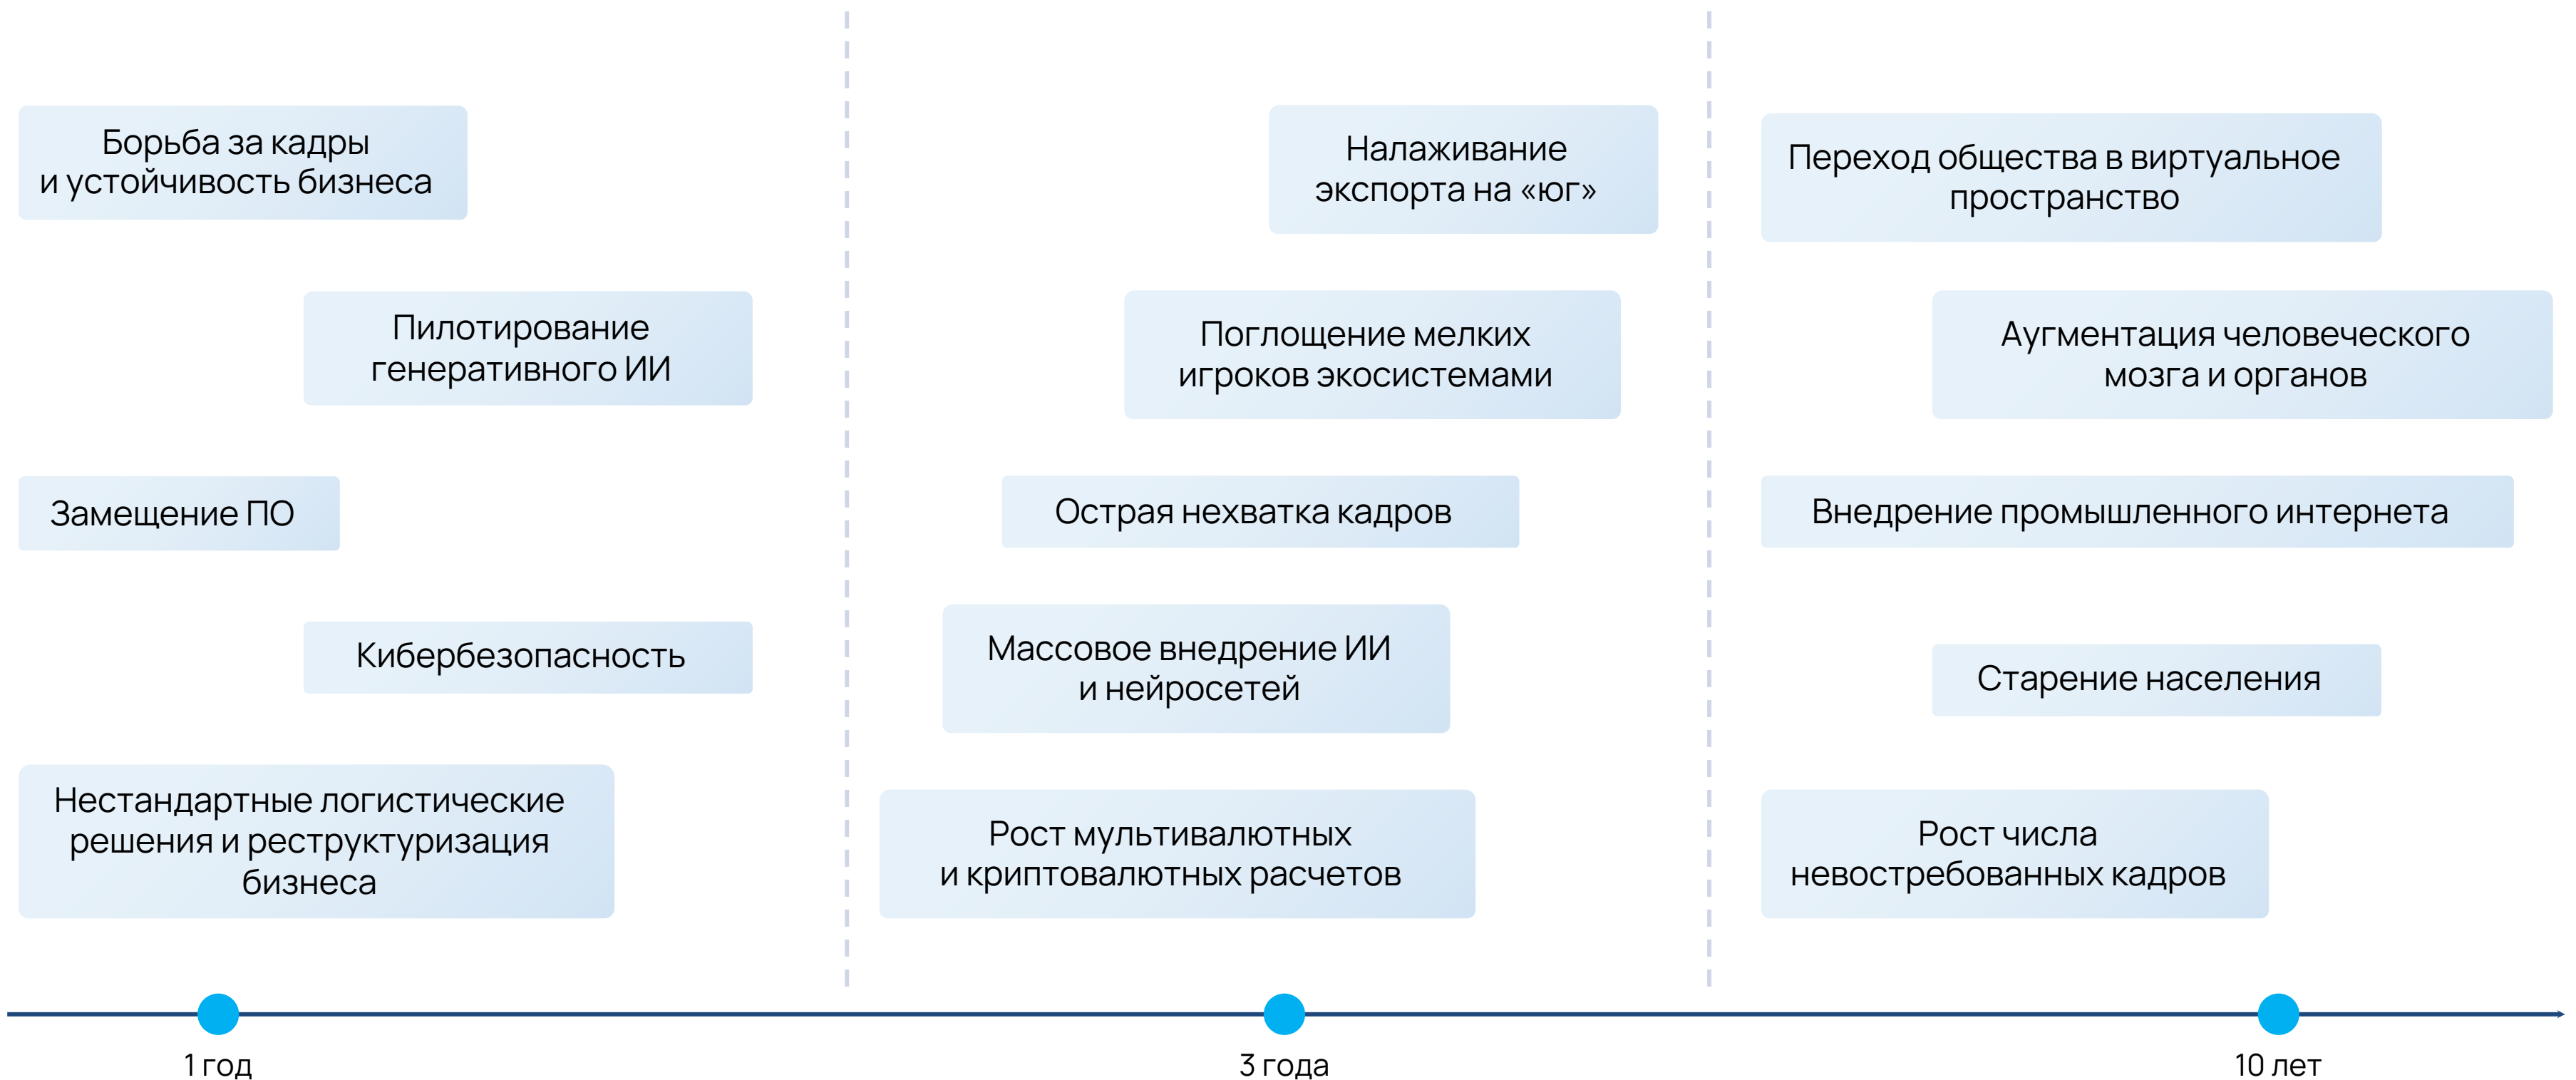 Борьба за кадры
и устойчивость бизнеса
Пилотирование
генеративного ИИ
Замещение ПО
Кибербезопасность
Нестандартные логистические
решения и реструктуризация
бизнеса
Налаживание
экспорта на «юг»
Поглощение мелких
игроков экосистемами
Острая нехватка кадров
Массовое внедрение ИИ
и нейросетей
Рост мультивалютных
и криптовалютных расчетов
Переход общества в виртуальное
пространство
Аугментация человеческого
мозга и органов
Внедрение промышленного интернета
Старение населения
Рост числа
невостребованных кадров
1 год
3 года
10 лет